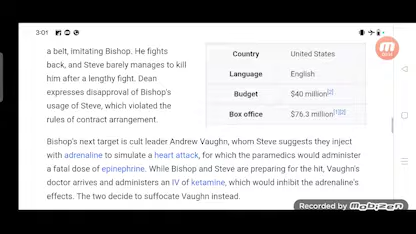 3:01
a belt, imitating Bishop. He fights
back, and Steve barely manages to kill
him after a lengthy fight. Dean
expresses disapproval of Bishop's
usage of Steve, which violated the
rules of contract arrangement.
Country United States
Language English
Budget $40 million[2]
Box office $76.3 million[1][2]
Bishop's next target is cult leader Andrew Vaughn, whom Steve suggests they inject
with adrenaline to simulate a heart attack, for which the paramedics would administer
a fatal dose of epinephrine. While Bishop and Steve are preparing for the hit, Vaughn's
doctor arrives and administers an IV of ketamine, which would inhibit the adrenaline's
effects. The two decide to suffocate Vaughn instead.
Recorded by Mobizen